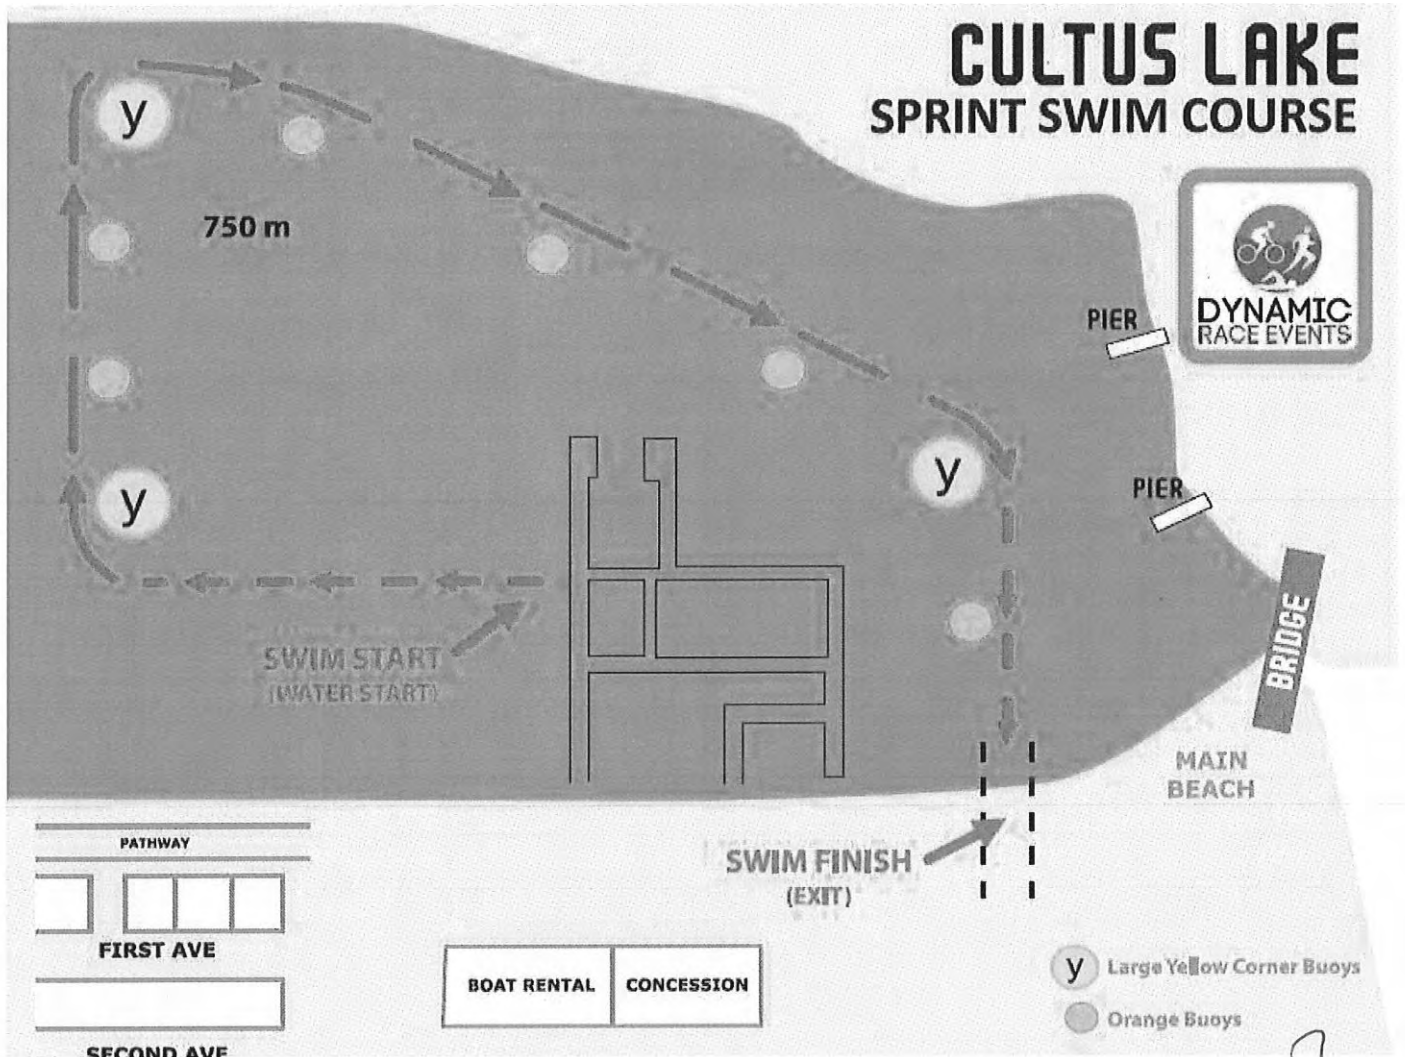 CULTUS LAKE
SPRINT SWIM COURSE
y
750 m
DYNAMIC
RACE EVENTS
PIER
y
y
PIER
BRIDGE
SWIM START
(WATER START)
MAIN
BEACH
PATHWAY
SWIM FINISH
(EXIT)
FIRST AVE
BOAT RENTAL
CONCESSION
y Large Yellow Corner Buoys
Orange Buoys
SECOND AVE